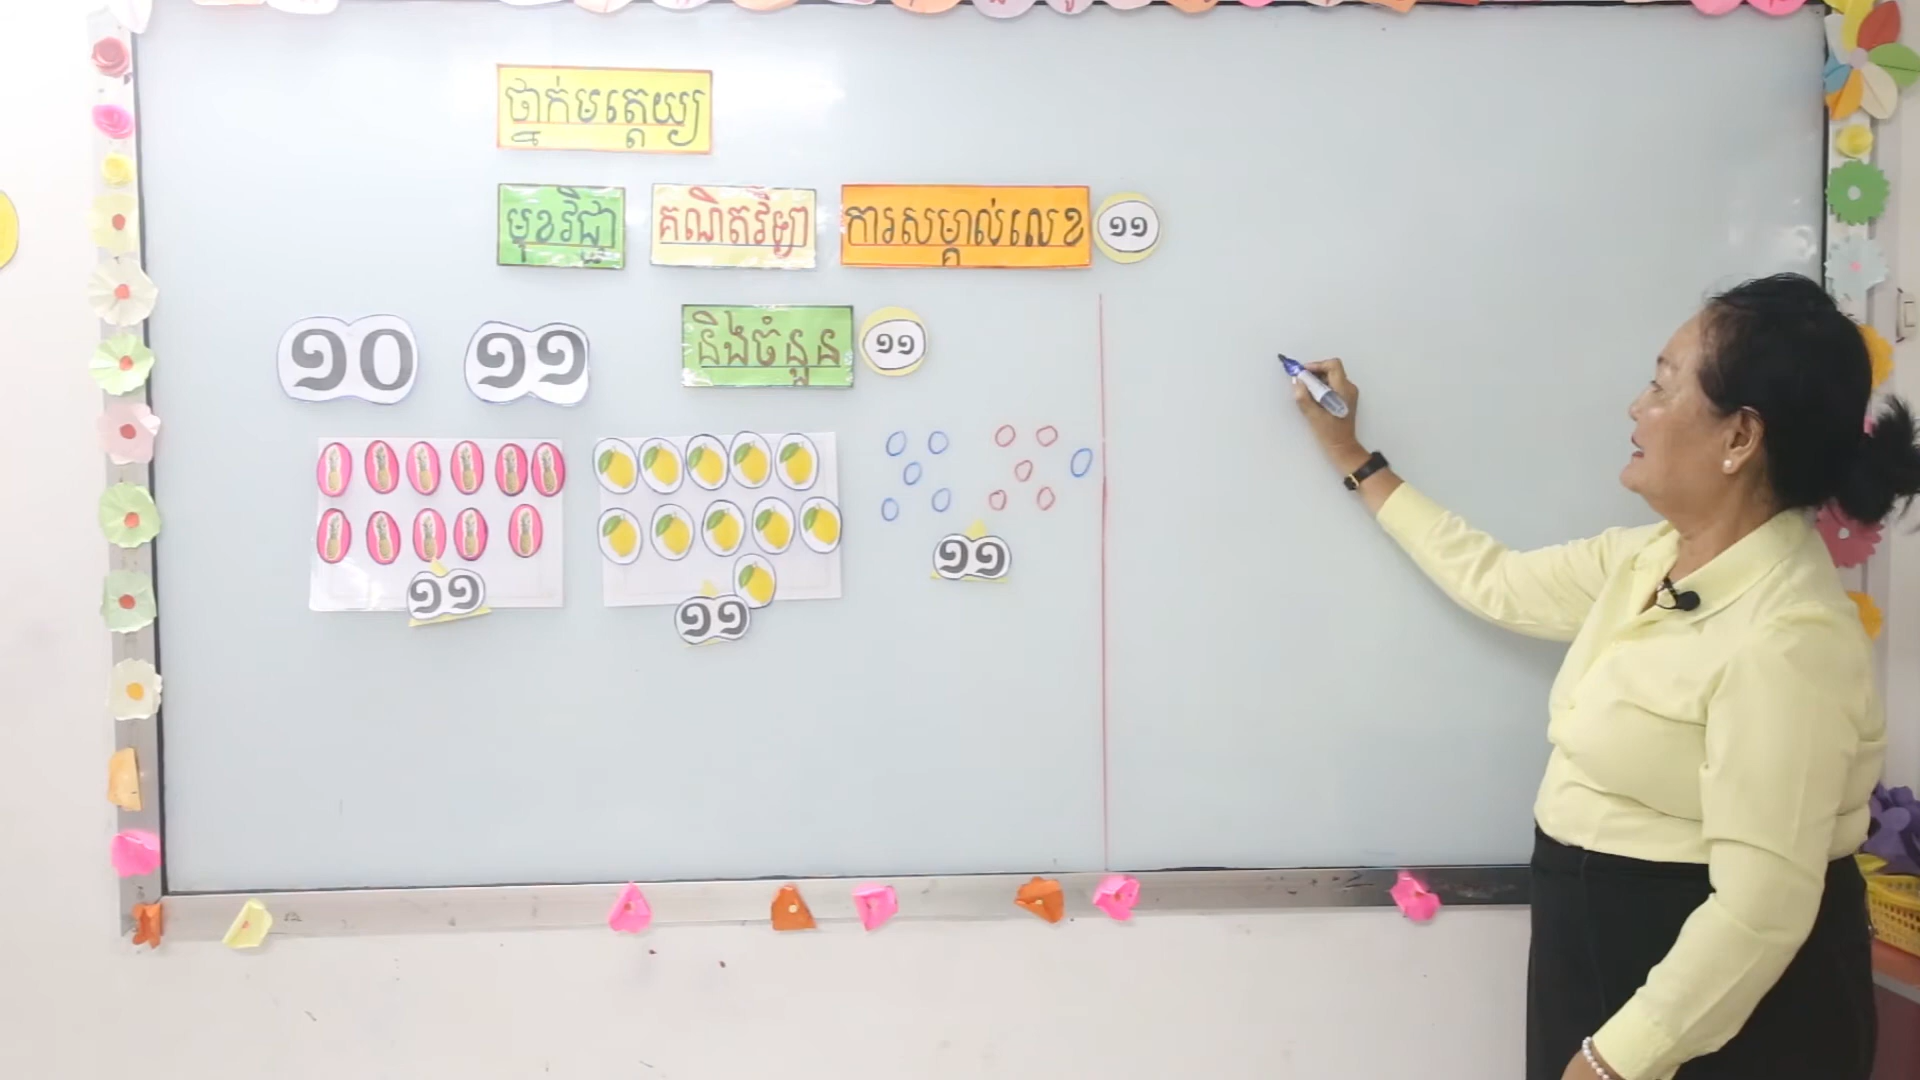 ថ្នាក់មត្តេយ្យ
មុខវិជ្ជា គណិតវិទ្យា ការសម្គាល់លេខ ១១
១០ ១១ និងចំនួន ១១
១១ ១១ ១១